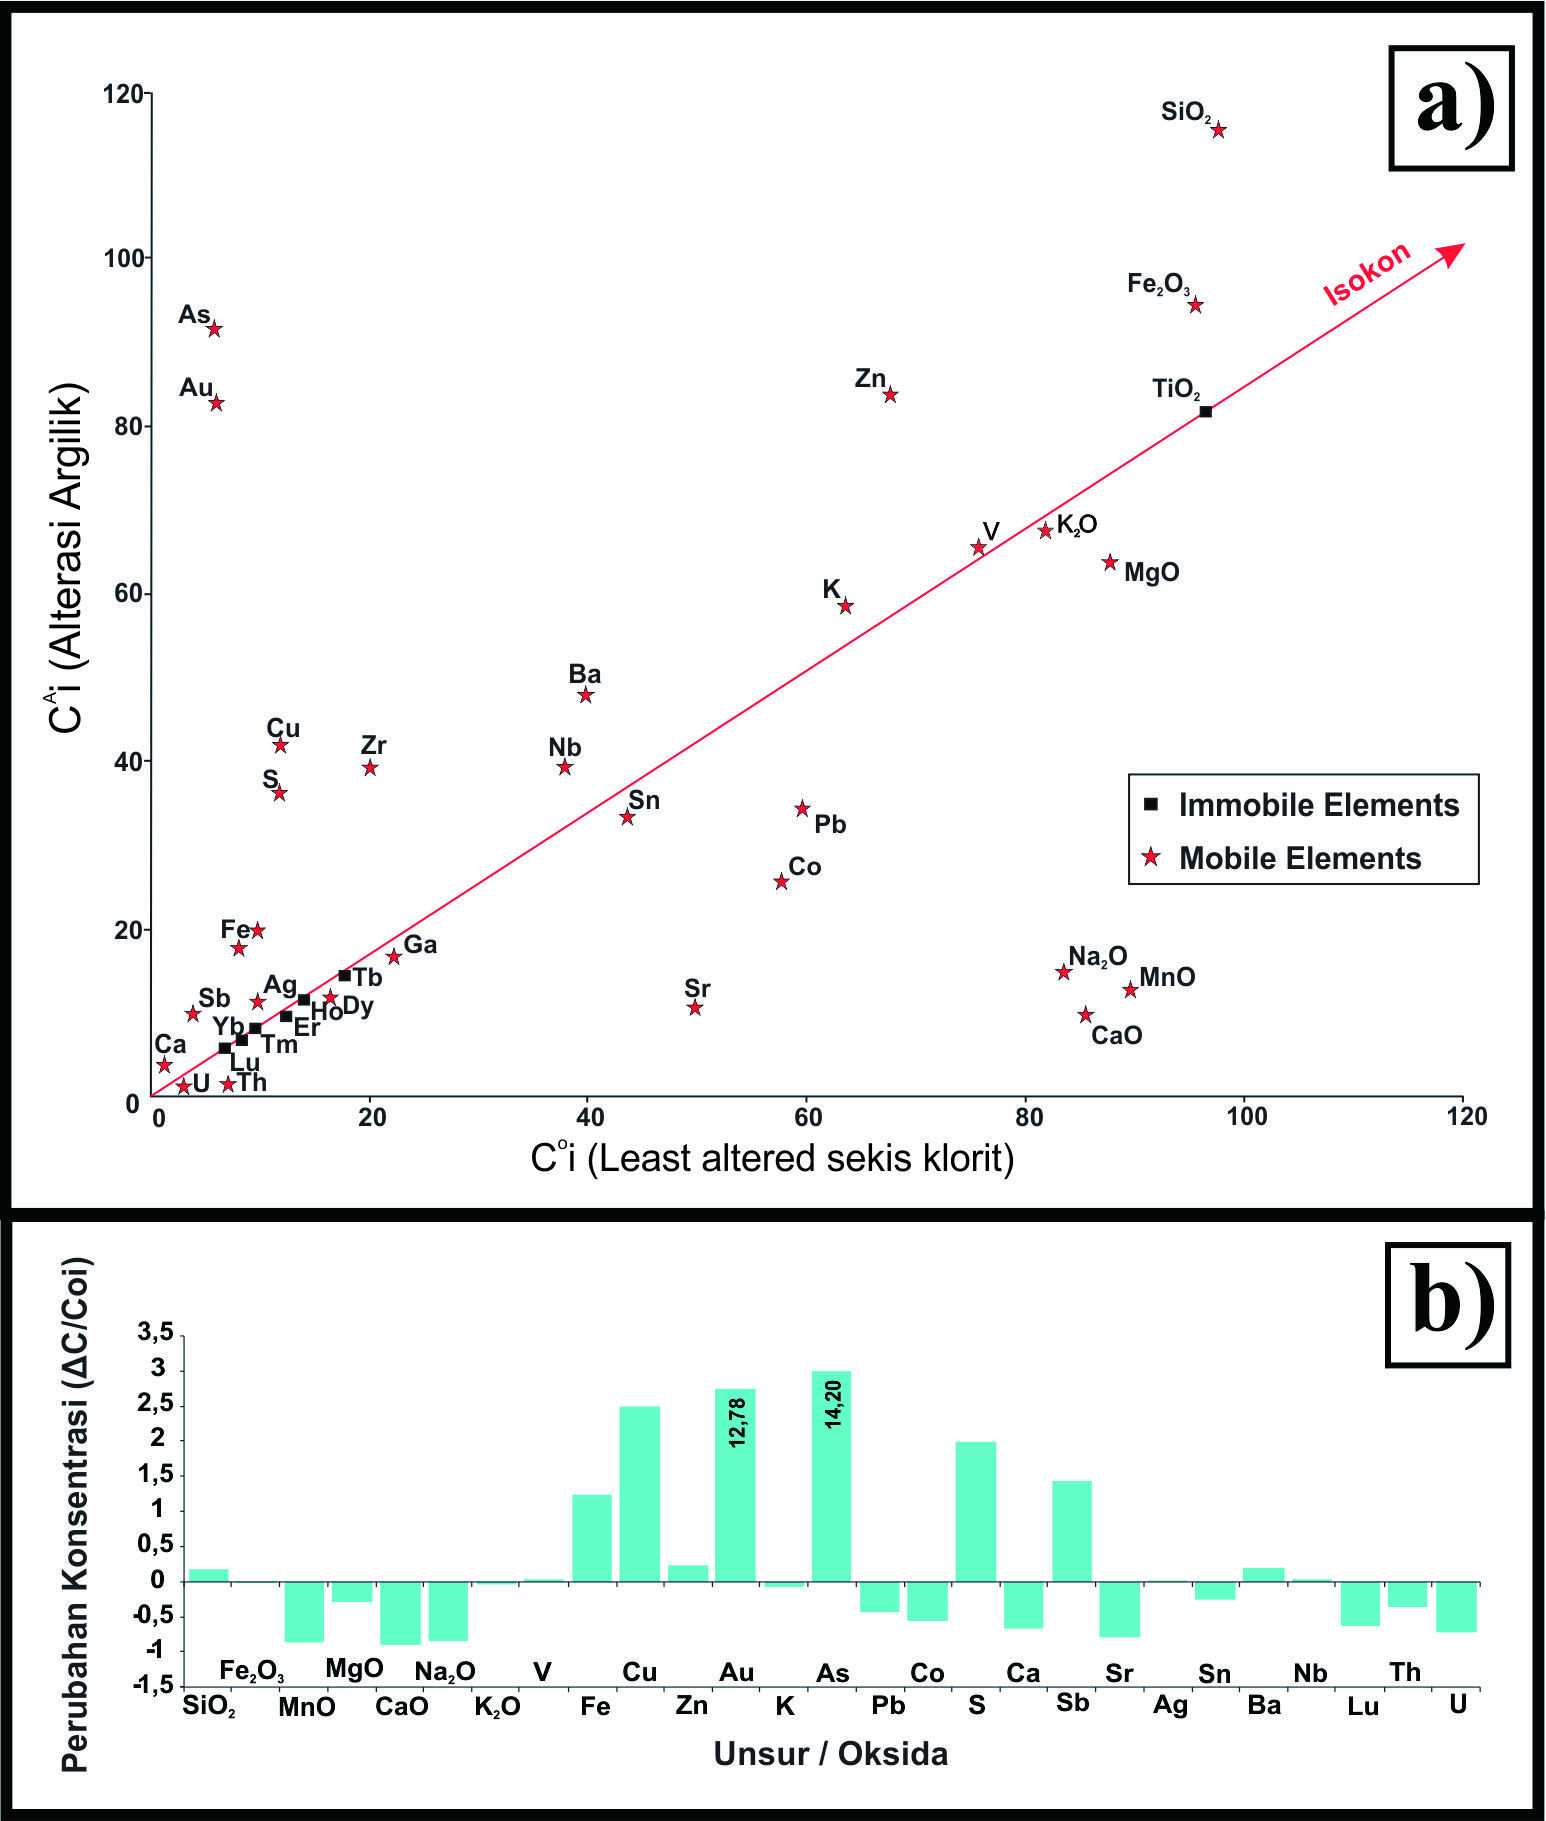 a)
120
SiO₂
100
Isokon
Fe₂O₃
As
Au
Zn
TiO₂
80
V
K₂O
MgO
60
K
Ba
Cu
Zr
Nb
40
S
Sn
Pb
Immobile Elements
Mobile Elements
Co
Fe
20
Ga
Na₂O
MnO
Tb
Ag
Sb
Sr
Ho
Dy
Yb
Er
CaO
Ca
Tm
Lu
U
Th
0
0 20 40 60 80 100 120
Cᴬi (Alterasi Argilik)
Cºi (Least altered sekis klorit)
b)
Perubahan Konsentrasi (ΔC/Coi)
3,5
3
2,5
2
1,5
1
0,5
0
-0,5
-1
-1,5
12,78
14,20
Fe₂O₃ MgO Na₂O V Cu Au As Co Ca Sr Sn Nb Th
SiO₂ MnO CaO K₂O Fe Zn K Pb S Sb Ag Ba Lu U
Unsur / Oksida